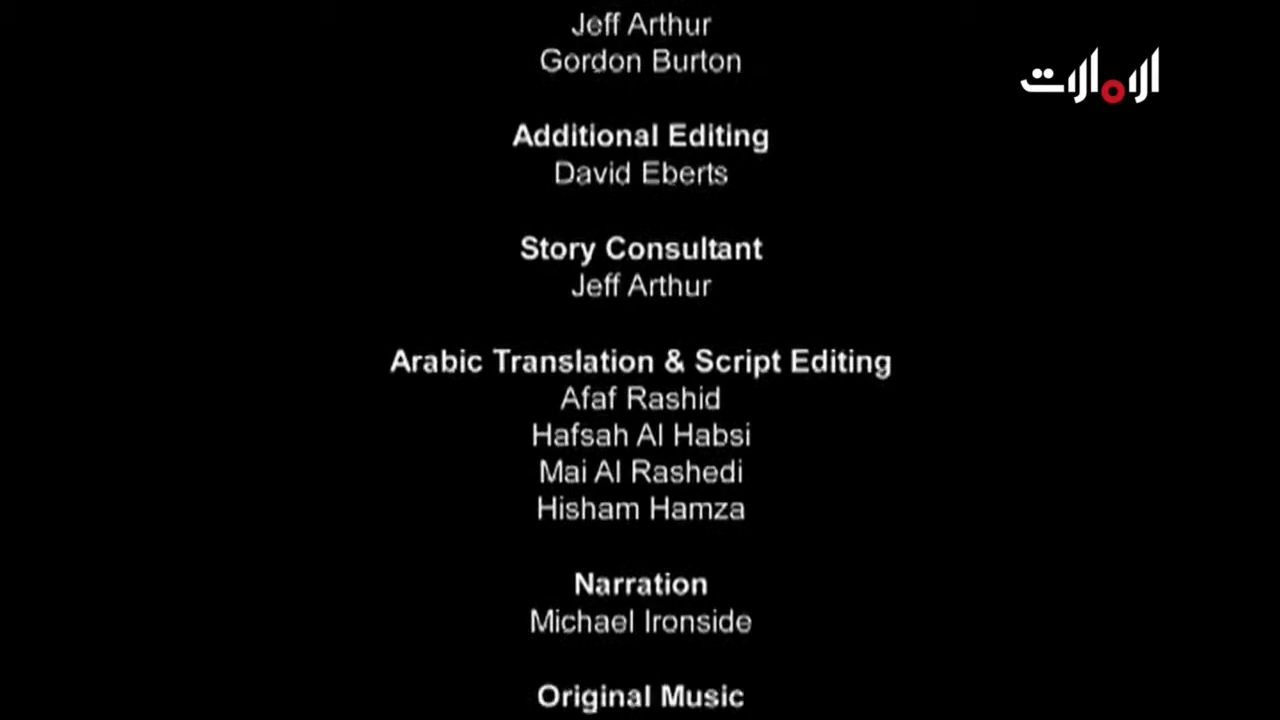 Jeff Arthur
Gordon Burton
الإمارات
Additional Editing
David Eberts
Story Consultant
Jeff Arthur
Arabic Translation & Script Editing
Afaf Rashid
Hafsah Al Habsi
Mai Al Rashedi
Hisham Hamza
Narration
Michael Ironside
Original Music